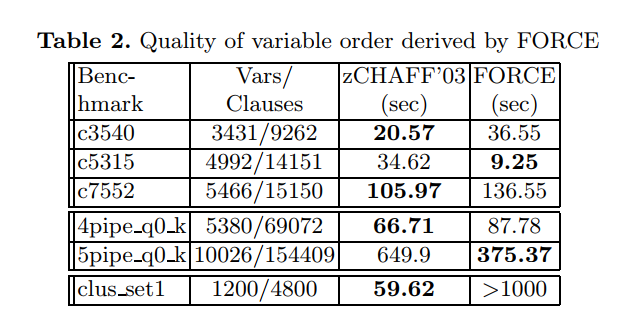 Table 2. Quality of variable order derived by FORCE
Benc- Vars/ zCHAFF'03 FORCE
hmark Clauses (sec) (sec)
c3540 3431/9262 20.57 36.55
c5315 4992/14151 34.62 9.25
c7552 5466/15150 105.97 136.55
4pipe_q0_k 5380/69072 66.71 87.78
5pipe_q0_k 10026/154409 649.9 375.37
clus_set1 1200/4800 59.62 >1000